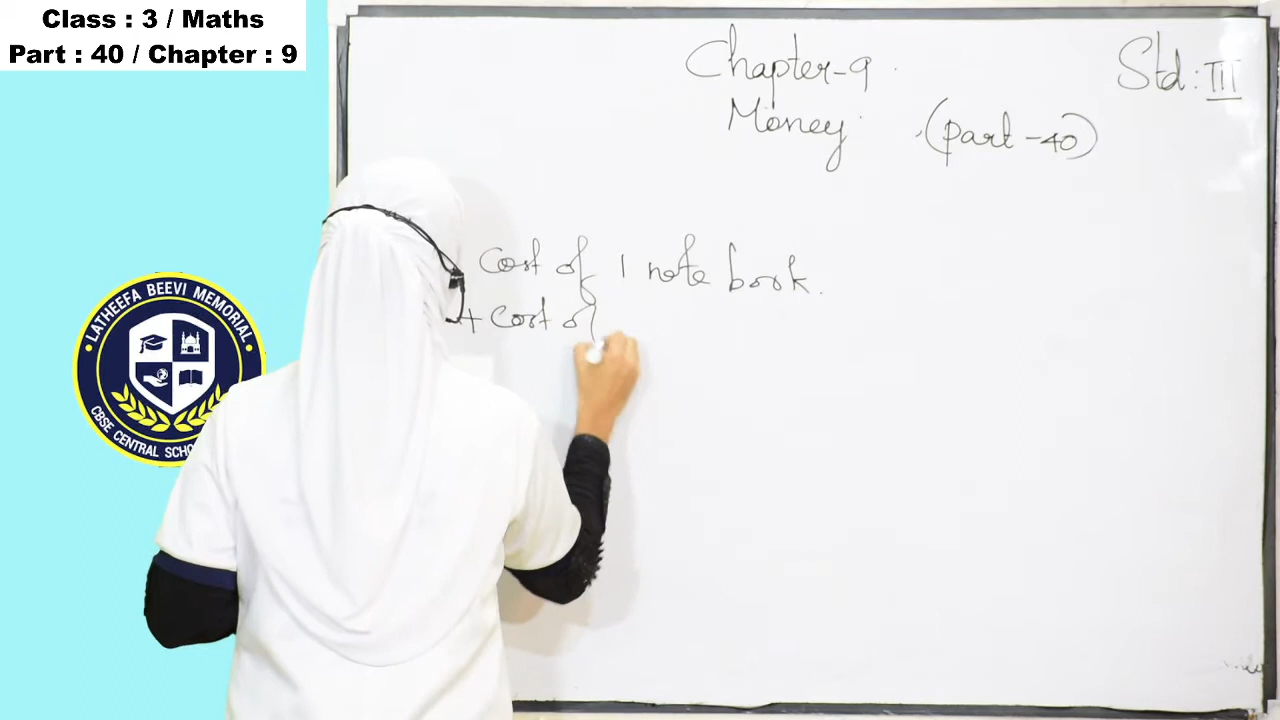 Class : 3 / Maths
Part : 40 / Chapter : 9
Chapter-9
Std: III
Money
(part-40)
Cost of 1 note book.
+ Cost of
LATHEEFA BEEVI MEMORIAL
CBSE CENTRAL SCHO